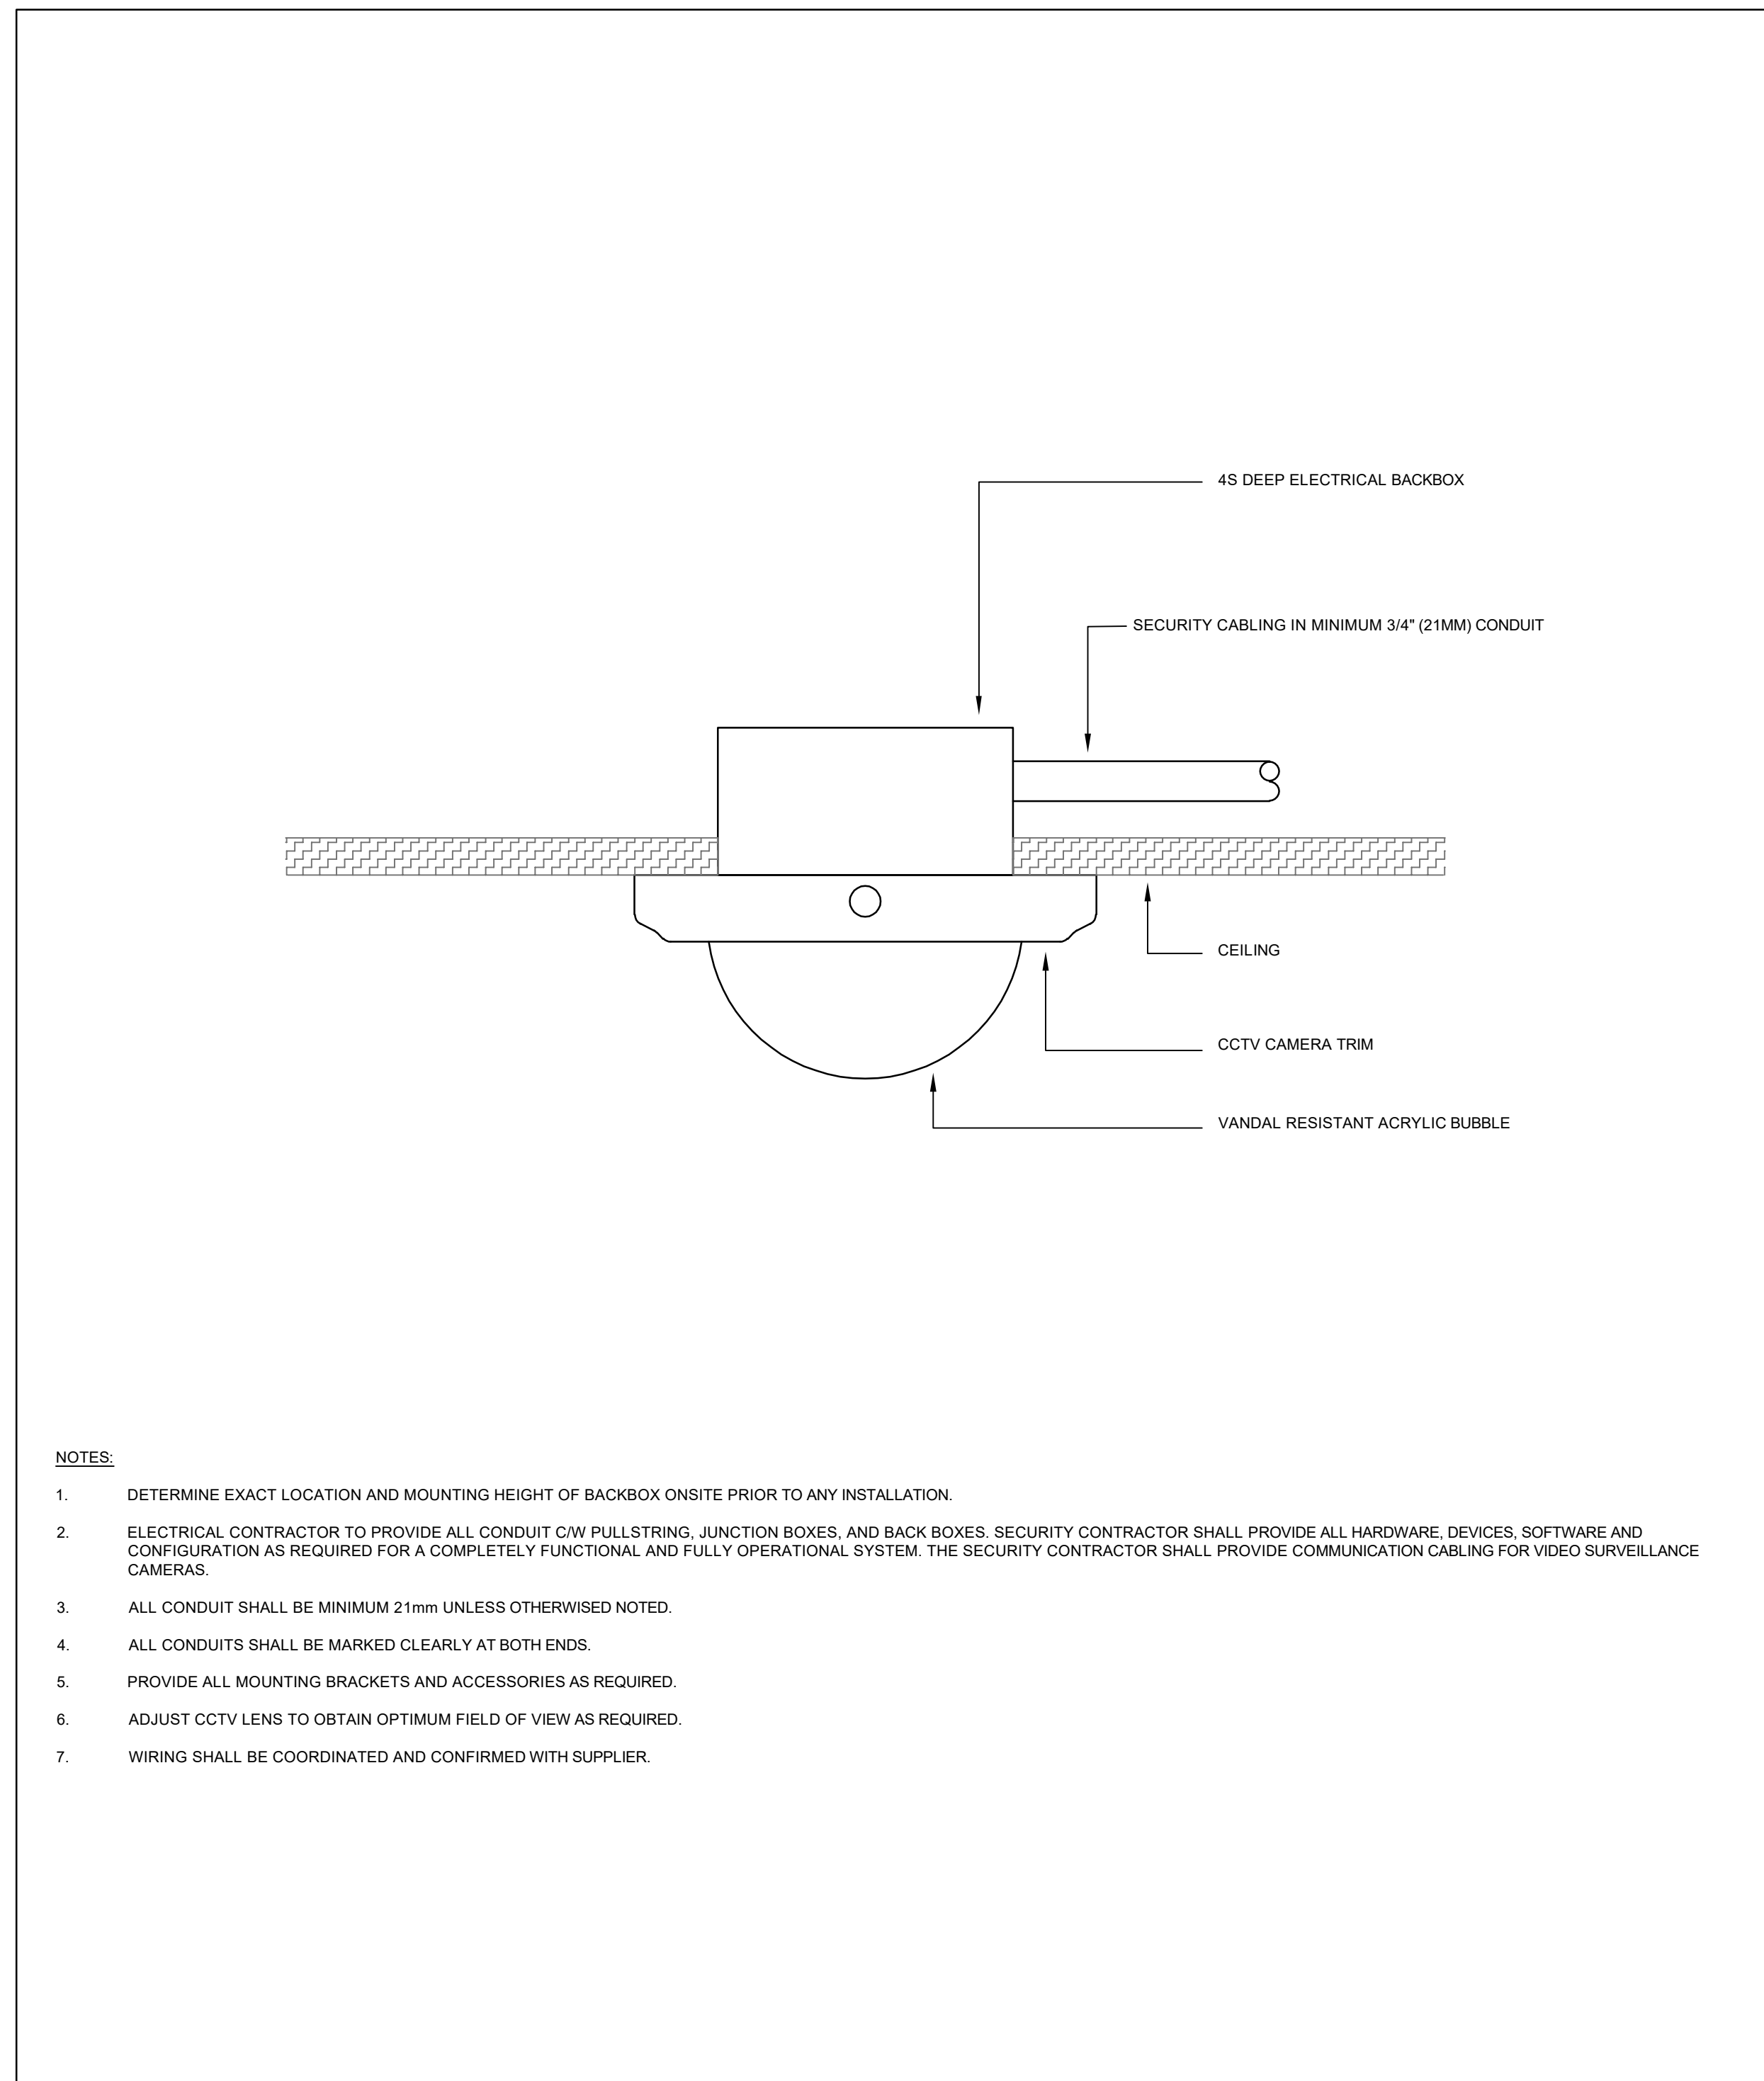 4S DEEP ELECTRICAL BACKBOX
SECURITY CABLING IN MINIMUM 3/4" (21MM) CONDUIT
CEILING
CCTV CAMERA TRIM
VANDAL RESISTANT ACRYLIC BUBBLE
NOTES:
1. DETERMINE EXACT LOCATION AND MOUNTING HEIGHT OF BACKBOX ONSITE PRIOR TO ANY INSTALLATION.
2. ELECTRICAL CONTRACTOR TO PROVIDE ALL CONDUIT C/W PULLSTRING, JUNCTION BOXES, AND BACK BOXES. SECURITY CONTRACTOR SHALL PROVIDE ALL HARDWARE, DEVICES, SOFTWARE AND
CONFIGURATION AS REQUIRED FOR A COMPLETELY FUNCTIONAL AND FULLY OPERATIONAL SYSTEM. THE SECURITY CONTRACTOR SHALL PROVIDE COMMUNICATION CABLING FOR VIDEO SURVEILLANCE
CAMERAS.
3. ALL CONDUIT SHALL BE MINIMUM 21mm UNLESS OTHERWISED NOTED.
4. ALL CONDUITS SHALL BE MARKED CLEARLY AT BOTH ENDS.
5. PROVIDE ALL MOUNTING BRACKETS AND ACCESSORIES AS REQUIRED.
6. ADJUST CCTV LENS TO OBTAIN OPTIMUM FIELD OF VIEW AS REQUIRED.
7. WIRING SHALL BE COORDINATED AND CONFIRMED WITH SUPPLIER.